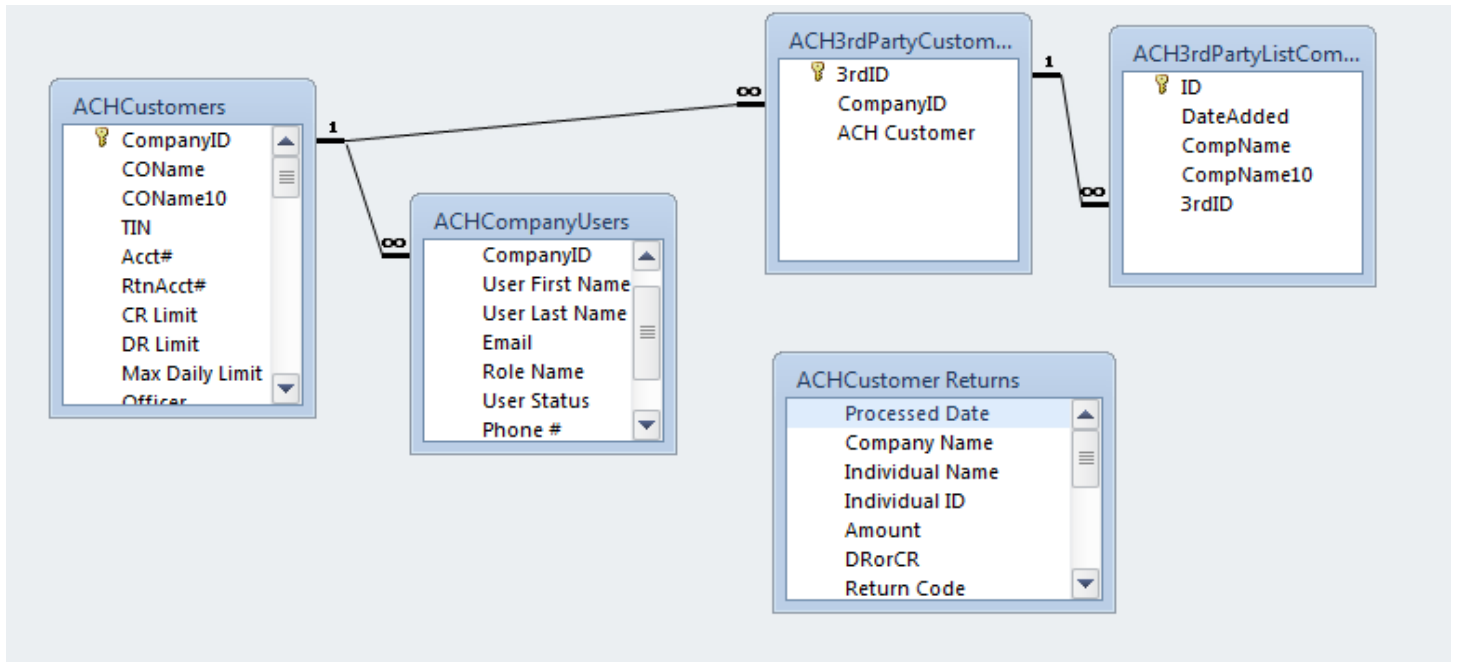 ACHCustomers
CompanyID
COName
COName10
TIN
Acct#
RtnAcct#
CR Limit
DR Limit
Max Daily Limit
Officer
1
∞
∞
ACHCompanyUsers
CompanyID
User First Name
User Last Name
Email
Role Name
User Status
Phone #
ACH3rdPartyCustom...
3rdID
CompanyID
ACH Customer
1
∞
ACH3rdPartyListCom...
ID
DateAdded
CompName
CompName10
3rdID
ACHCustomer Returns
Processed Date
Company Name
Individual Name
Individual ID
Amount
DRorCR
Return Code